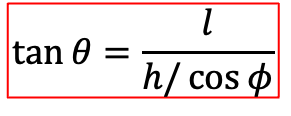 tan θ = l / (h/ cos ϕ)